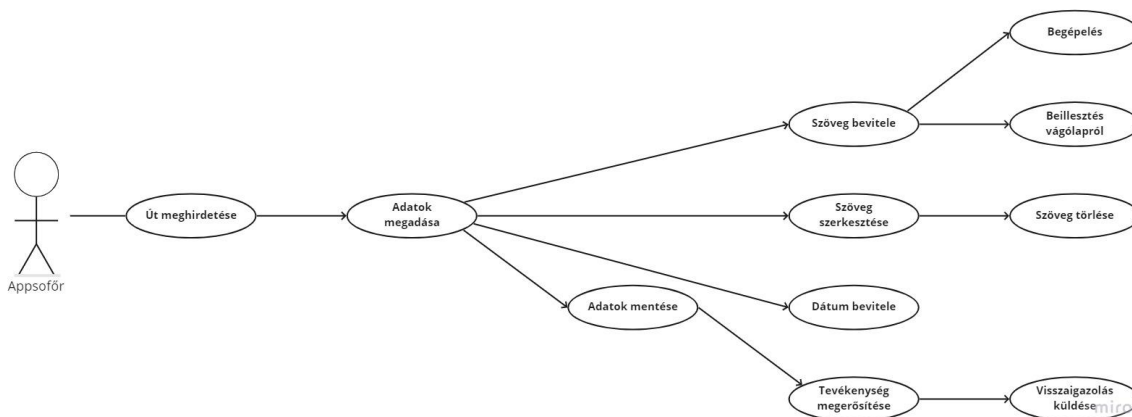 Begépelés
Szöveg bevitele
Beillesztés
vágólapról
Út meghirdetése
Adatok
megadása
Szöveg
szerkesztése
Szöveg törlése
Appsofőr
Adatok mentése
Dátum bevitele
Tevékenység
megerősítése
Visszaigazolás
küldése
miro